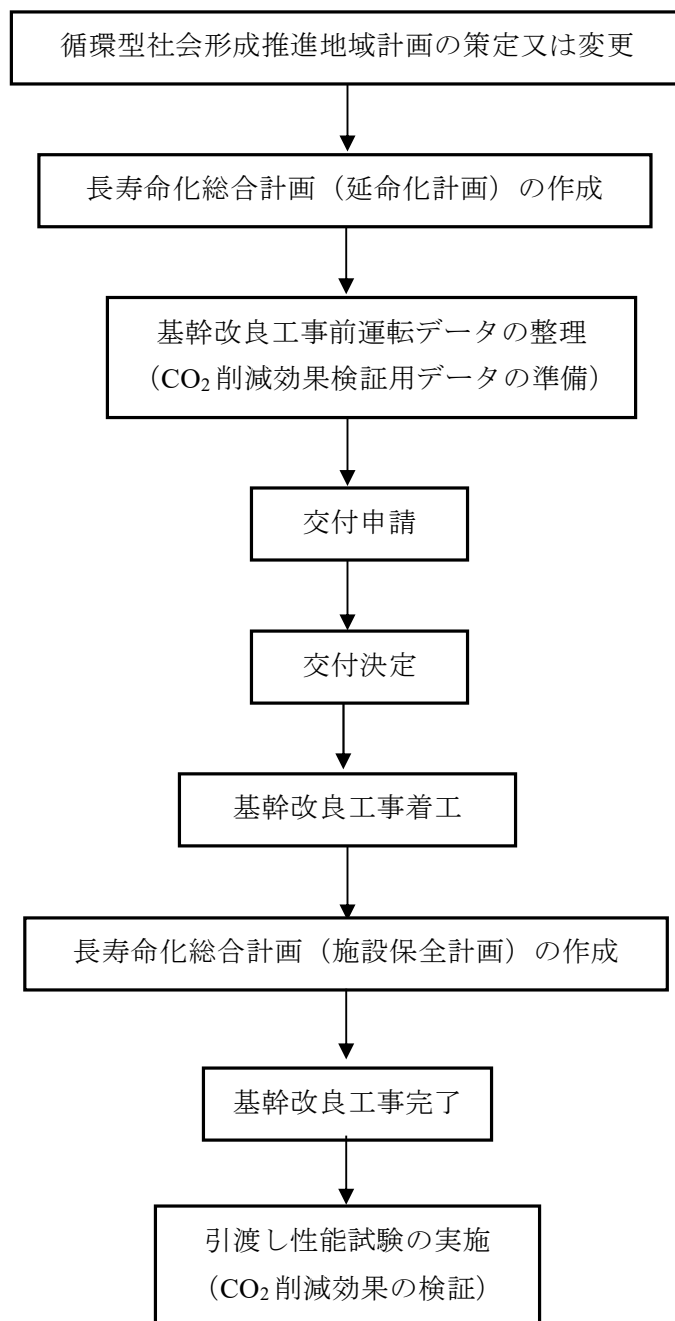 循環型社会形成推進地域計画の策定又は変更
長寿命化総合計画（延命化計画）の作成
基幹改良工事前運転データの整理
（CO₂削減効果検証用データの準備）
交付申請
交付決定
基幹改良工事着工
長寿命化総合計画（施設保全計画）の作成
基幹改良工事完了
引渡し性能試験の実施
（CO₂削減効果の検証）